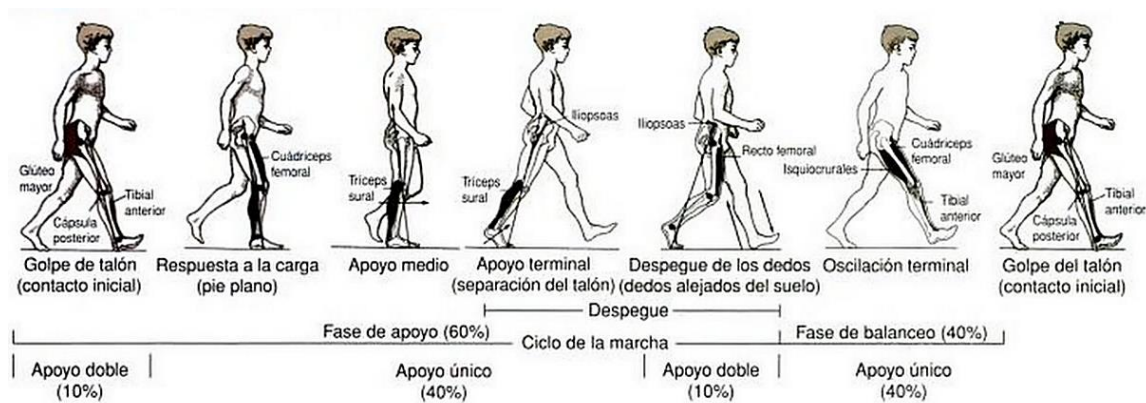 Glúteo
mayor
Cápsula
posterior
Tibial
anterior
Golpe de talón
(contacto inicial)
Cuádriceps
femoral
Respuesta a la carga
(pie plano)
Tríceps
sural
Apoyo medio
Iliopsoas
Tríceps
sural
Apoyo terminal
(separación del talón)
Iliopsoas
Recto femoral
Despegue de los dedos
(dedos alejados del suelo)
Cuádriceps
femoral
Isquiocrurales
Tibial
anterior
Oscilación terminal
Glúteo
mayor
Cápsula
posterior
Tibial
anterior
Golpe del talón
(contacto inicial)
Despegue
Fase de apoyo (60%)
Ciclo de la marcha
Fase de balanceo (40%)
Apoyo doble
(10%)
Apoyo único
(40%)
Apoyo doble
(10%)
Apoyo único
(40%)